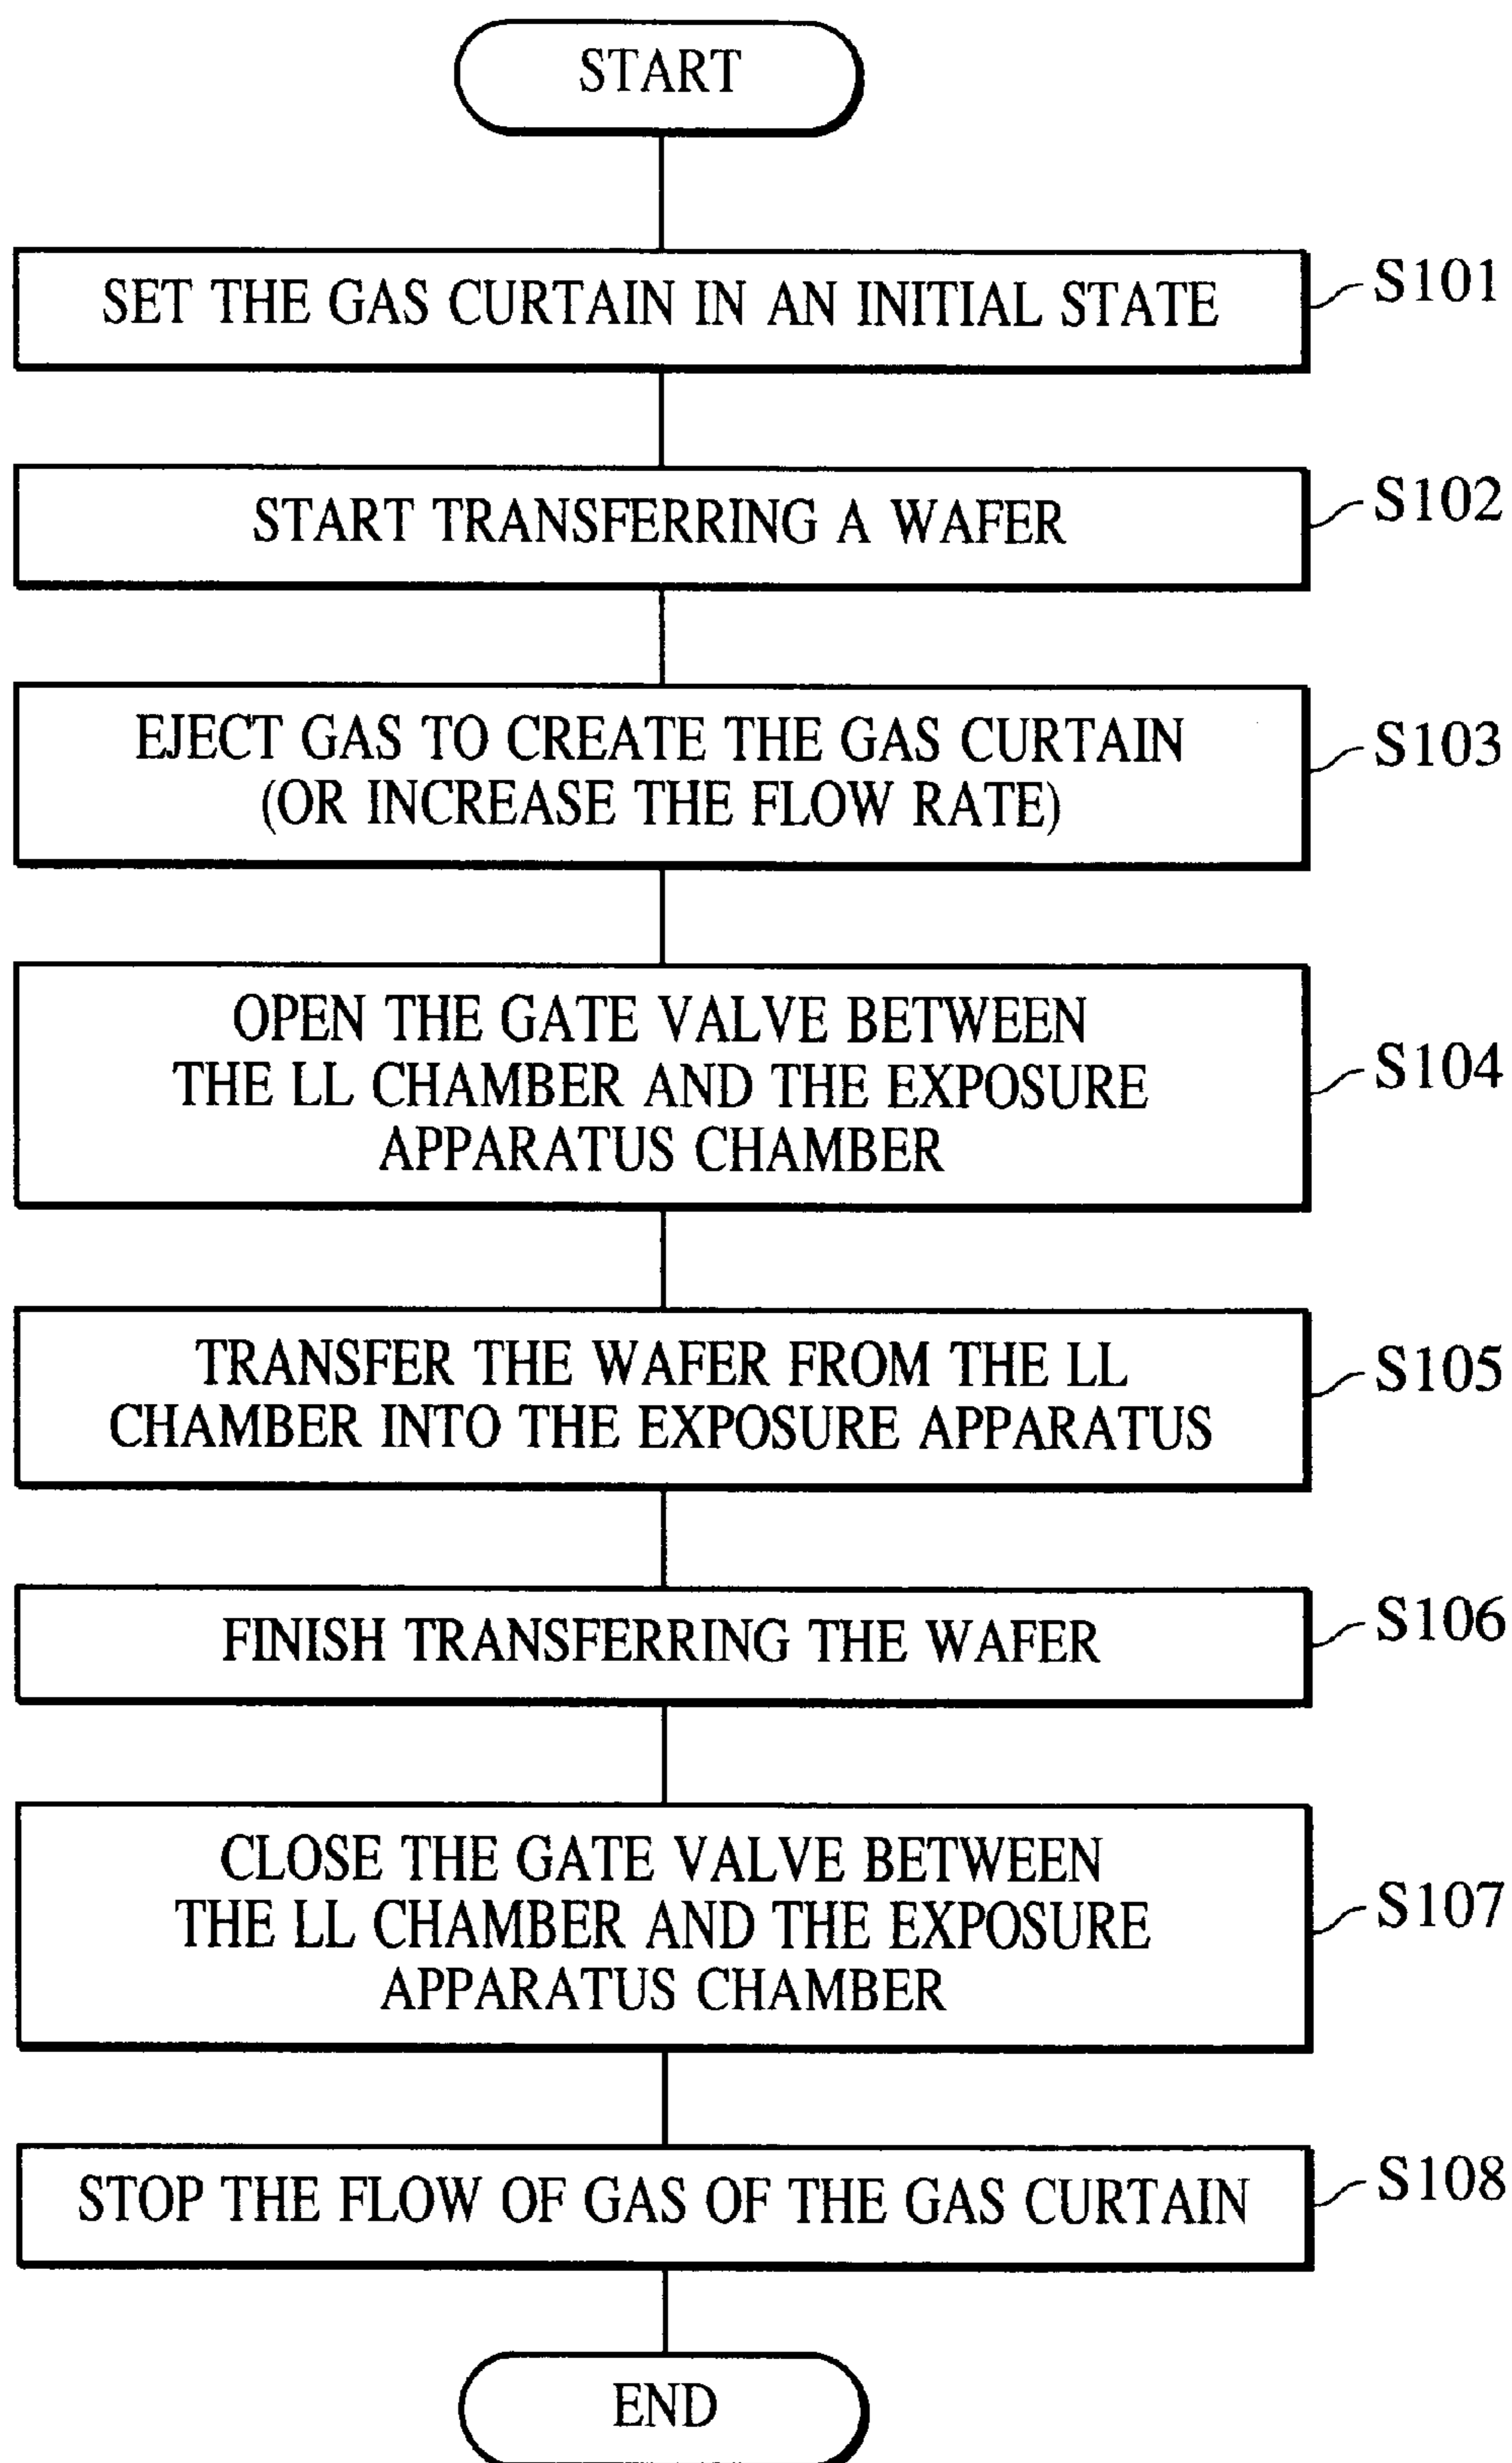 START
SET THE GAS CURTAIN IN AN INITIAL STATE
S101
START TRANSFERRING A WAFER
S102
EJECT GAS TO CREATE THE GAS CURTAIN
(OR INCREASE THE FLOW RATE)
S103
OPEN THE GATE VALVE BETWEEN
THE LL CHAMBER AND THE EXPOSURE
APPARATUS CHAMBER
S104
TRANSFER THE WAFER FROM THE LL
CHAMBER INTO THE EXPOSURE APPARATUS
S105
FINISH TRANSFERRING THE WAFER
S106
CLOSE THE GATE VALVE BETWEEN
THE LL CHAMBER AND THE EXPOSURE
APPARATUS CHAMBER
S107
STOP THE FLOW OF GAS OF THE GAS CURTAIN
S108
END